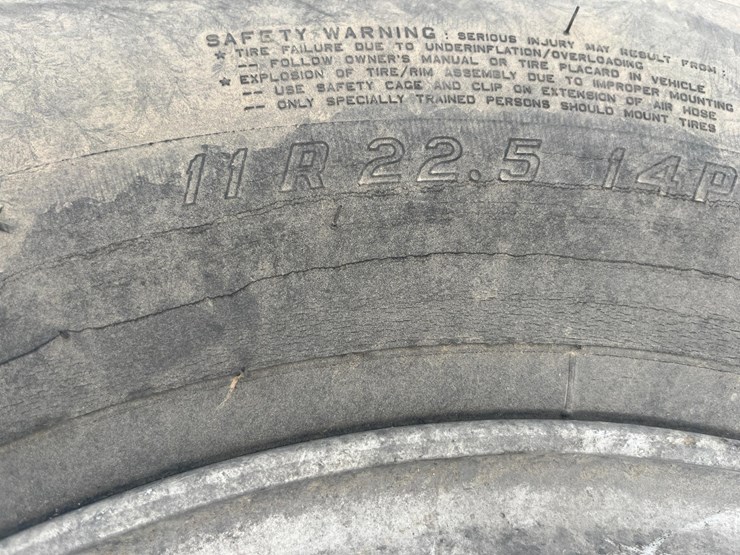 SAFETY WARNING : SERIOUS INJURY MAY RESULT FROM :
★ TIRE FAILURE DUE TO UNDERINFLATION/OVERLOADING
-- FOLLOW OWNER'S MANUAL OR TIRE PLACARD IN VEHICLE
★ EXPLOSION OF TIRE/RIM ASSEMBLY DUE TO IMPROPER MOUNTING
-- USE SAFETY CAGE AND CLIP ON EXTENSION OF AIR HOSE
-- ONLY SPECIALLY TRAINED PERSONS SHOULD MOUNT TIRES
11 R 22.5 14P